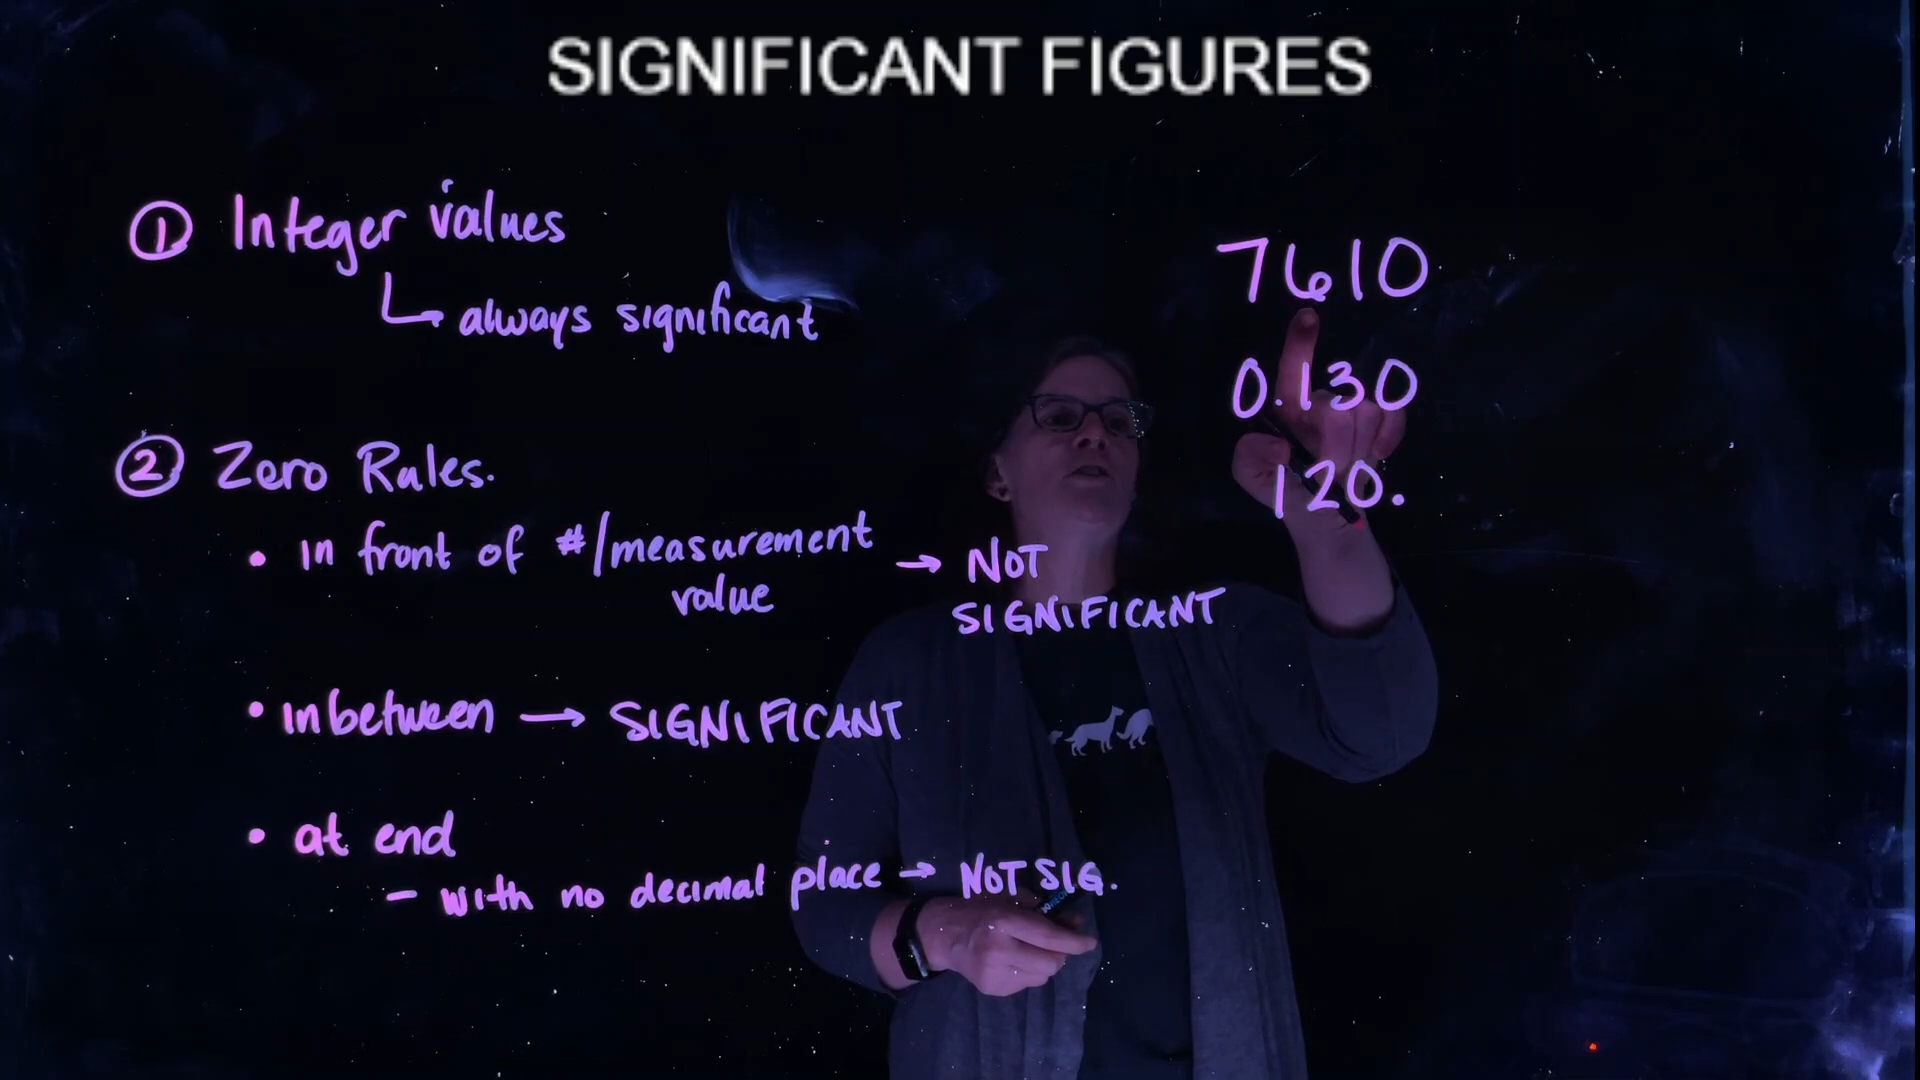 SIGNIFICANT FIGURES
① Integer values
always significant
② Zero Rules.
• in front of #/measurement value → NOT SIGNIFICANT
• inbetween → SIGNIFICANT
• at end
- with no decimal place → NOT SIG.
7610
0.130
120.